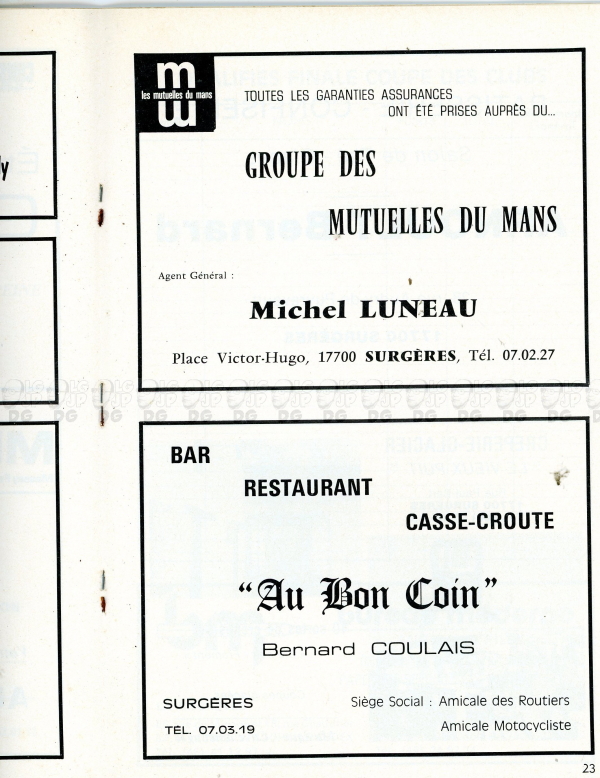 m
les mutuelles du mans
m
TOUTES LES GARANTIES ASSURANCES
ONT ÉTÉ PRISES AUPRÈS DU...
GROUPE DES
MUTUELLES DU MANS
Agent Général :
Michel LUNEAU
Place Victor-Hugo, 17700 SURGÈRES, Tél. 07.02.27
BAR
RESTAURANT
CASSE-CROUTE
“Au Bon Coin”
Bernard COULAIS
SURGÈRES
TÉL. 07.03.19
Siège Social : Amicale des Routiers
Amicale Motocycliste
23